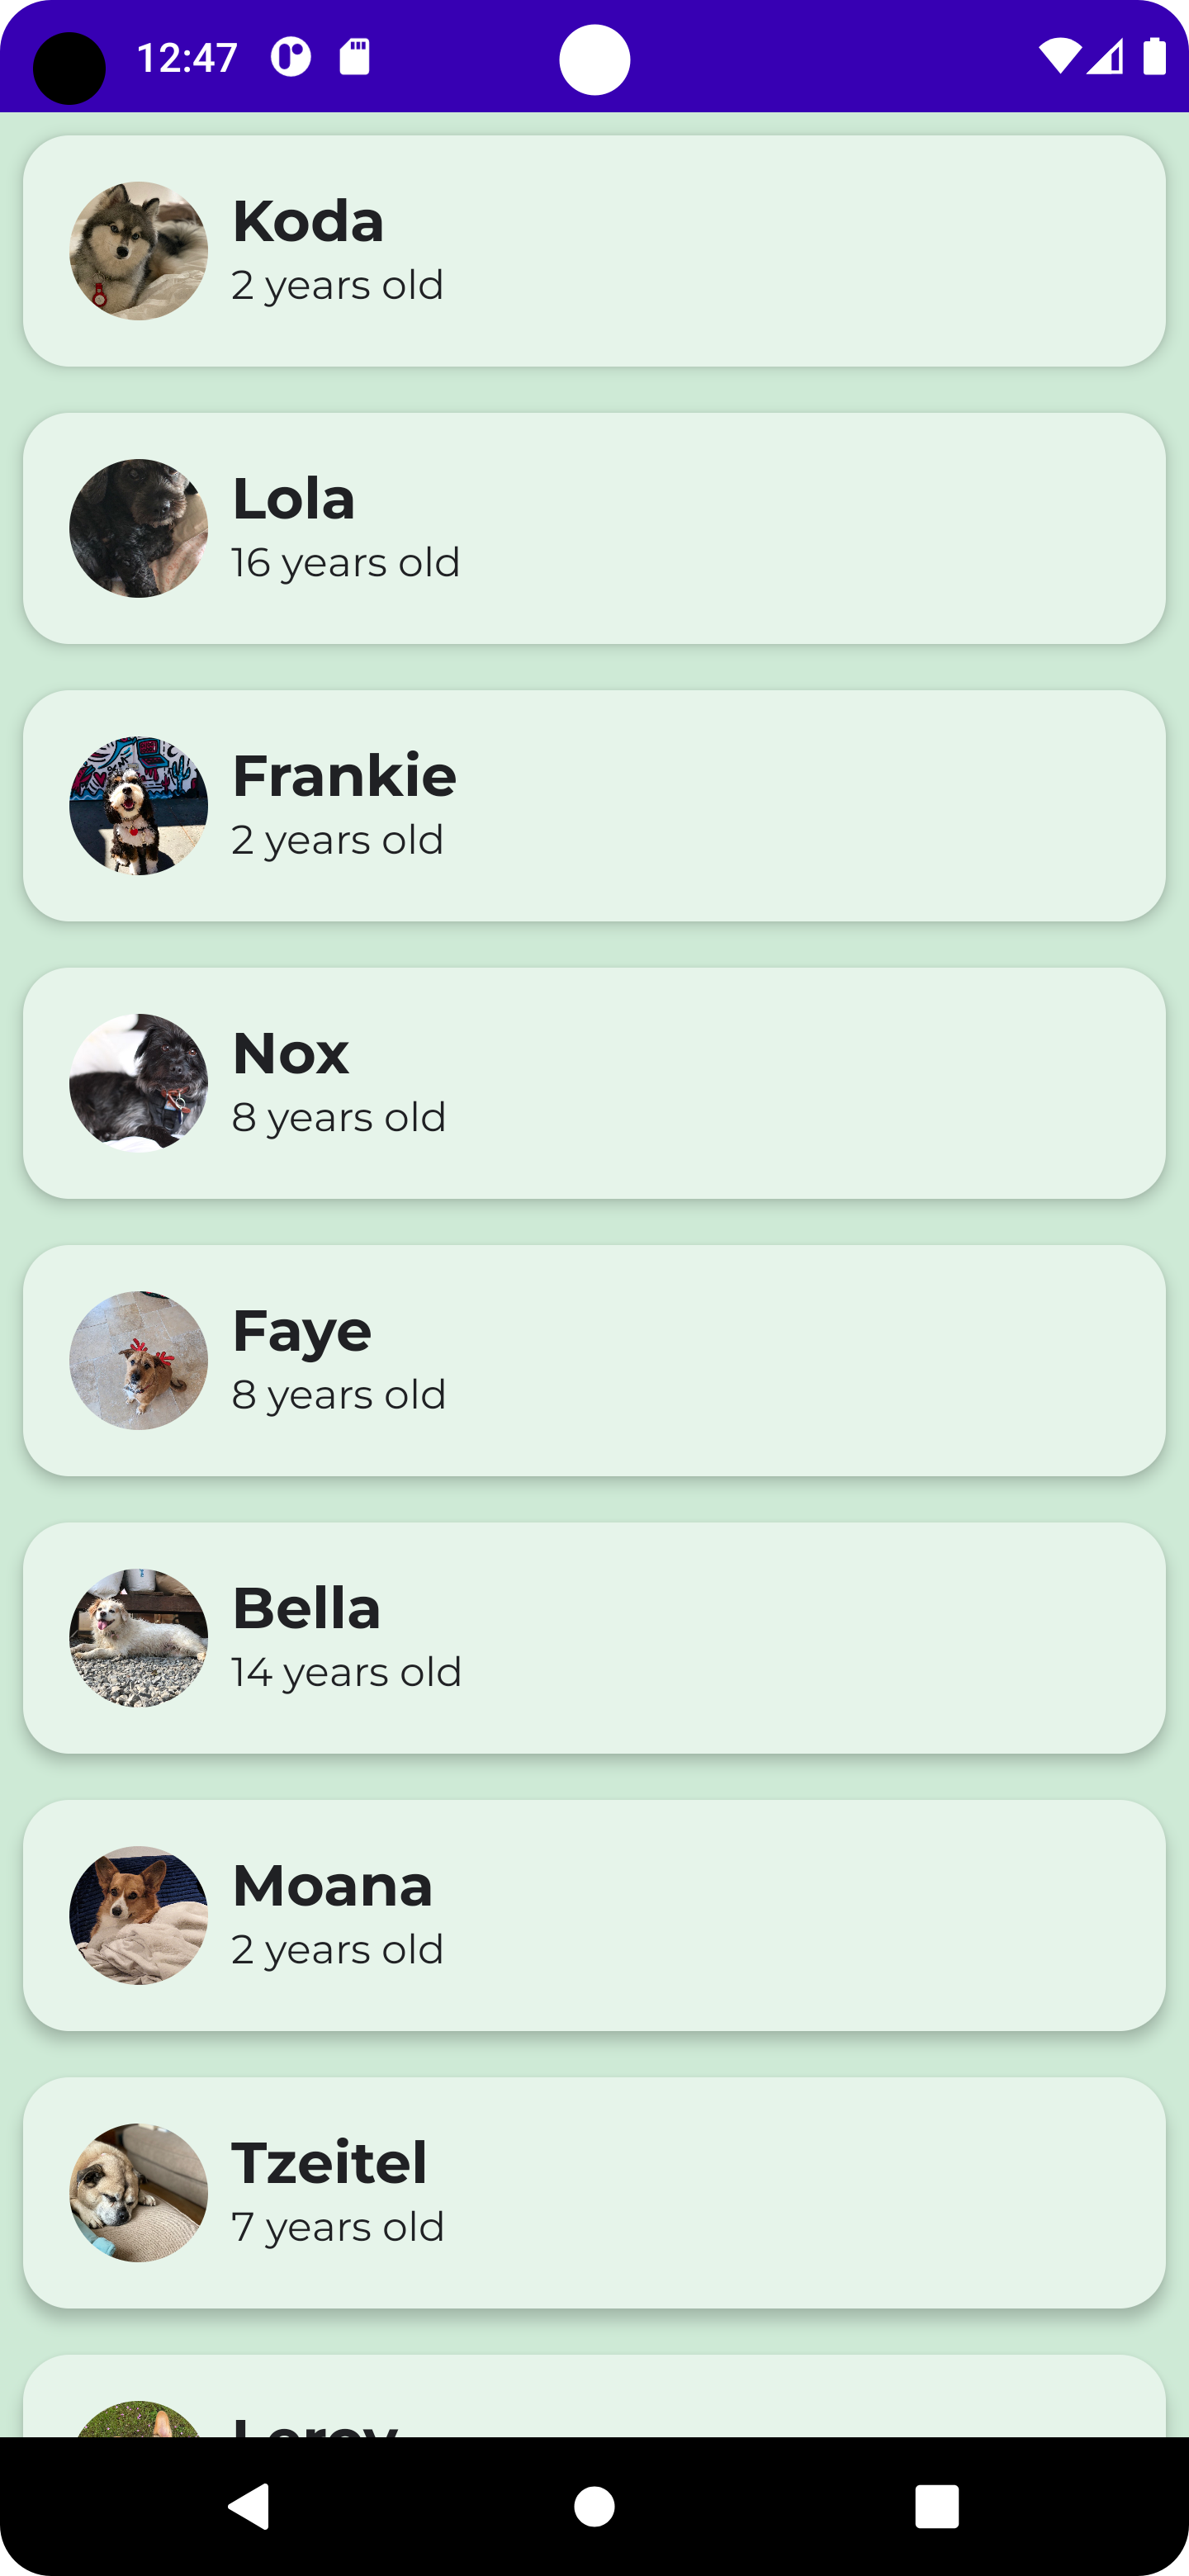 12:47
Koda
2 years old
Lola
16 years old
Frankie
2 years old
Nox
8 years old
Faye
8 years old
Bella
14 years old
Moana
2 years old
Tzeitel
7 years old
Leroy